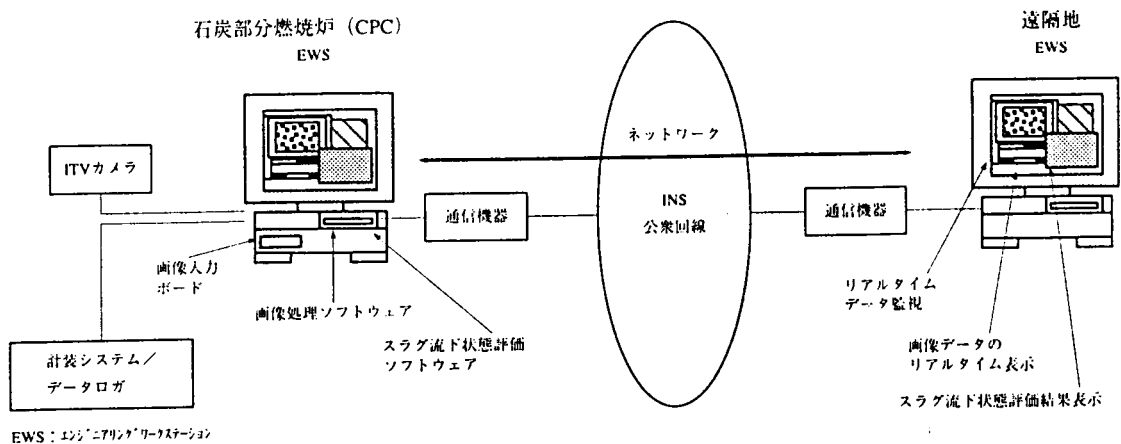 石炭部分燃焼炉（CPC）
EWS
遠隔地
EWS
ITVカメラ
ネットワーク
通信機器
INS
公衆回線
通信機器
画像入力
ボード
画像処理ソフトウェア
スラグ流下状態評価
ソフトウェア
リアルタイム
データ監視
画像データの
リアルタイム表示
スラグ流下状態評価結果表示
計装システム／
データロガ
EWS：ｴﾝｼﾞﾆｱﾘﾝｸﾞﾜｰｸｽﾃｰｼｮﾝ